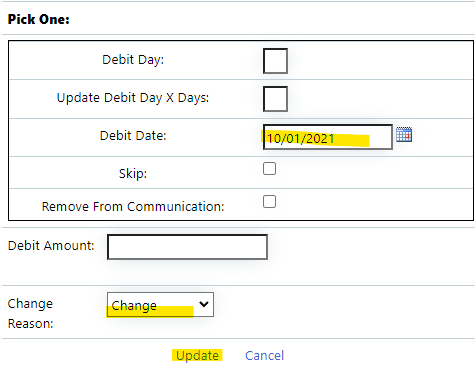 Pick One:
Debit Day:
Update Debit Day X Days:
Debit Date: 10/01/2021
Skip:
Remove From Communication:
Debit Amount:
Change Reason: Change
Update Cancel